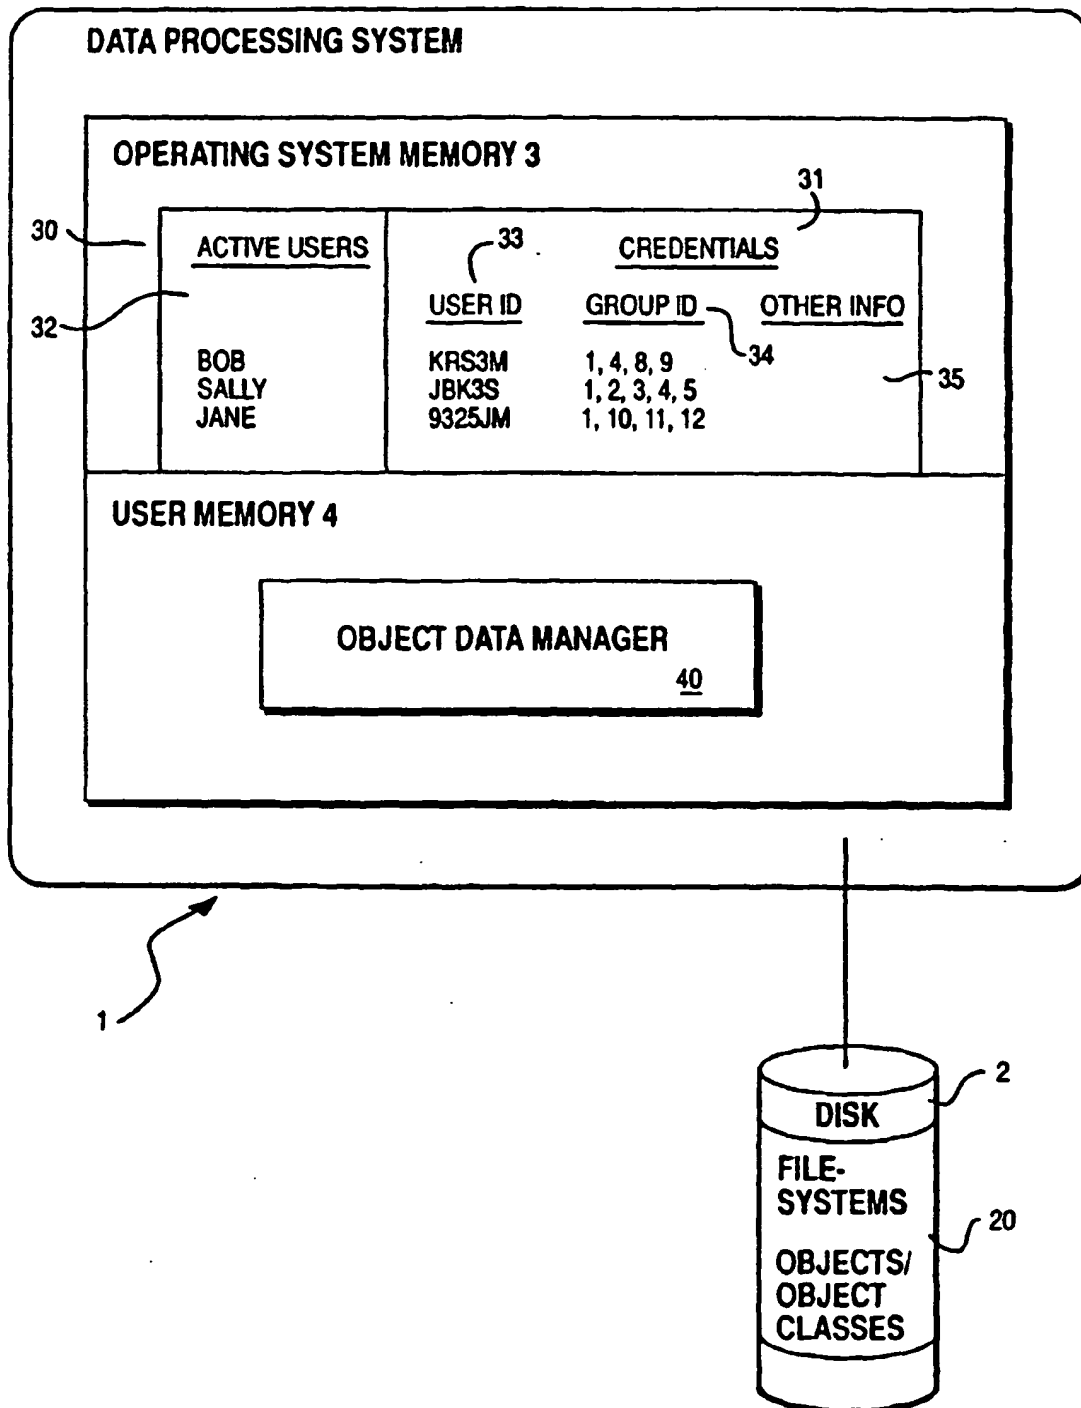 DATA PROCESSING SYSTEM
OPERATING SYSTEM MEMORY 3
31
30
ACTIVE USERS
33
CREDENTIALS
32
USER ID GROUP ID OTHER INFO
34
BOB KRS3M 1, 4, 8, 9
35
SALLY JBK3S 1, 2, 3, 4, 5
JANE 9325JM 1, 10, 11, 12
USER MEMORY 4
OBJECT DATA MANAGER
40
1
2
DISK
FILE-
SYSTEMS
20
OBJECTS/
OBJECT
CLASSES